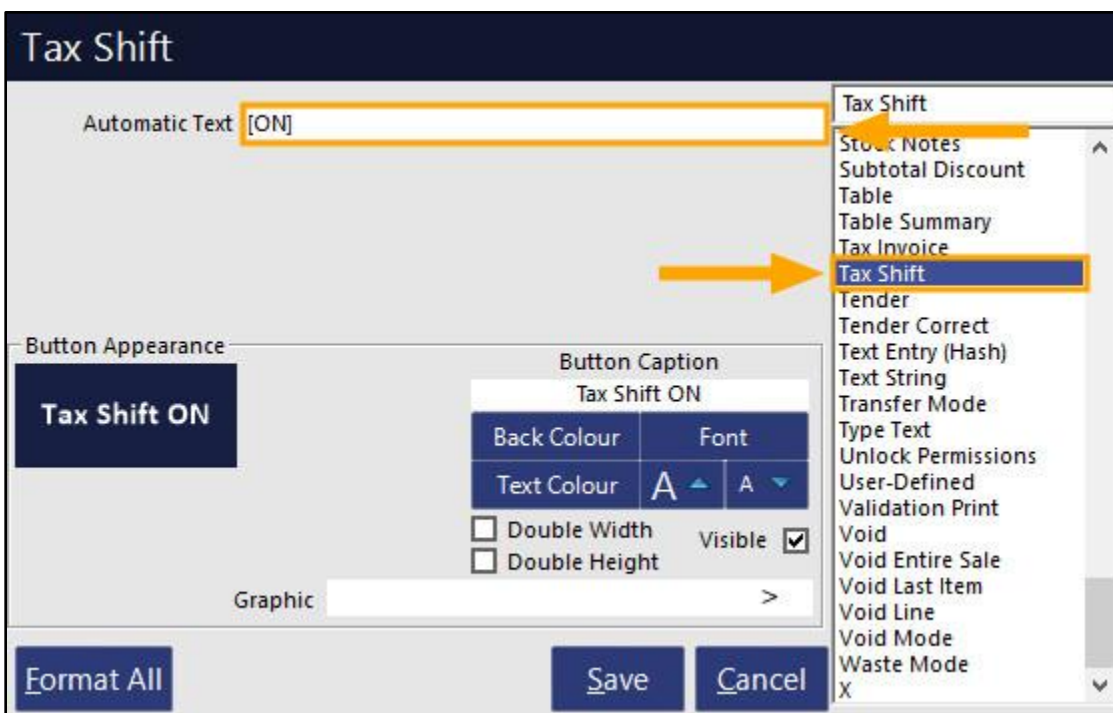 Tax Shift
Automatic Text [ON]
Tax Shift
Stock Notes
Subtotal Discount
Table
Table Summary
Tax Invoice
Tax Shift
Tender
Tender Correct
Text Entry (Hash)
Text String
Transfer Mode
Type Text
Unlock Permissions
User-Defined
Validation Print
Void
Void Entire Sale
Void Last Item
Void Line
Void Mode
Waste Mode
X
Button Appearance
Tax Shift ON
Button Caption
Tax Shift ON
Back Colour Font
Text Colour A A
Double Width Visible
Double Height
Graphic >
Format All Save Cancel